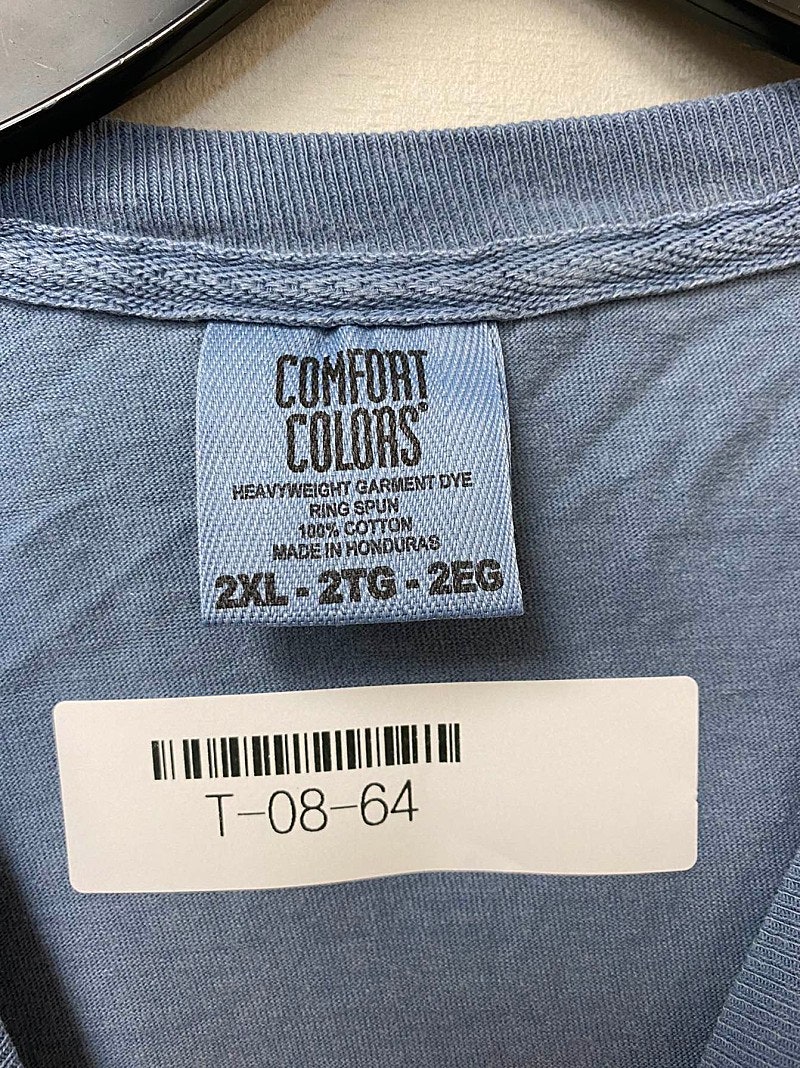 COMFORT
COLORS®
HEAVYWEIGHT GARMENT DYE
RING SPUN
100% COTTON
MADE IN HONDURAS
2XL - 2TG - 2EG
T-08-64